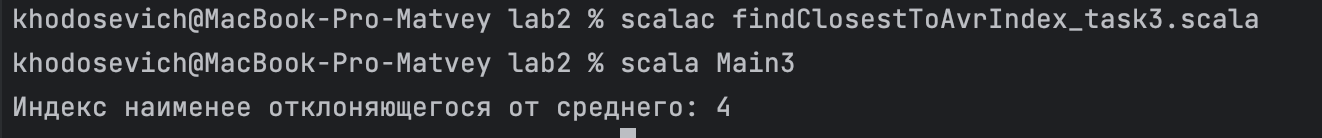 khodosevich@MacBook-Pro-Matvey lab2 % scalac findClosestToAvrIndex_task3.scala
khodosevich@MacBook-Pro-Matvey lab2 % scala Main3
Индекс наименее отклоняющегося от среднего: 4